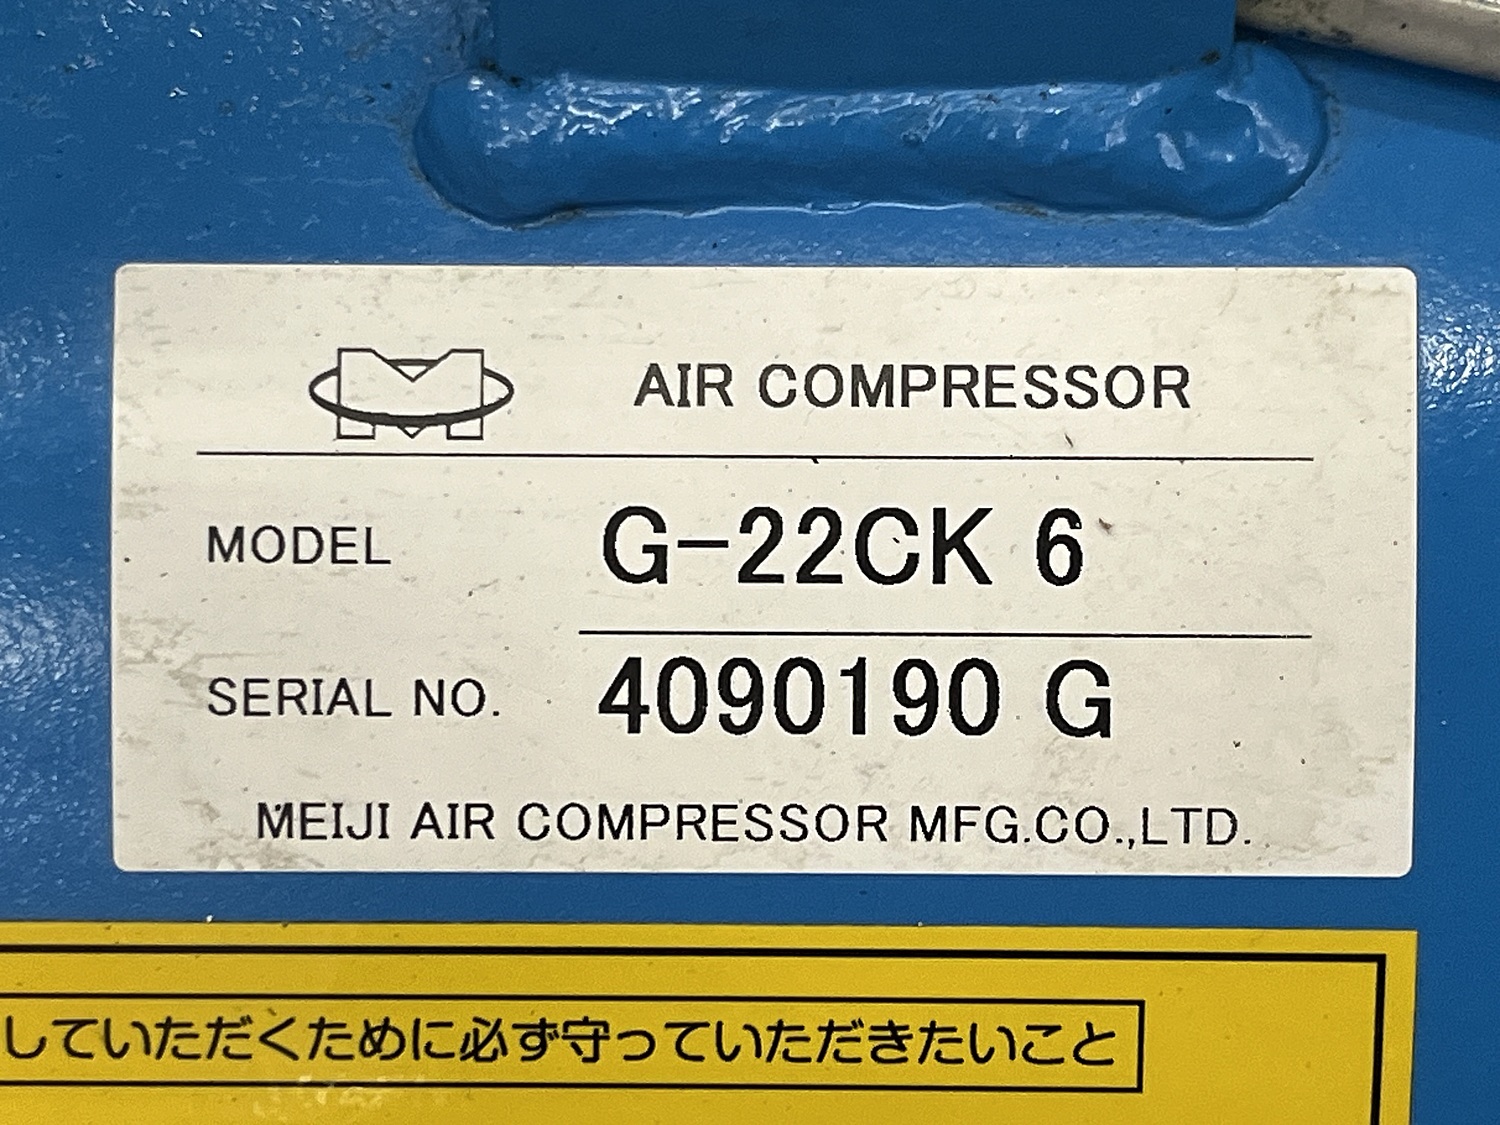 AIR COMPRESSOR
MODEL G-22CK 6
SERIAL NO. 4090190 G
MEIJI AIR COMPRESSOR MFG.CO.,LTD.
していただくために必ず守っていただきたいこと